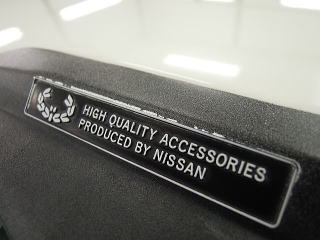 HIGH QUALITY ACCESSORIES
PRODUCED BY NISSAN